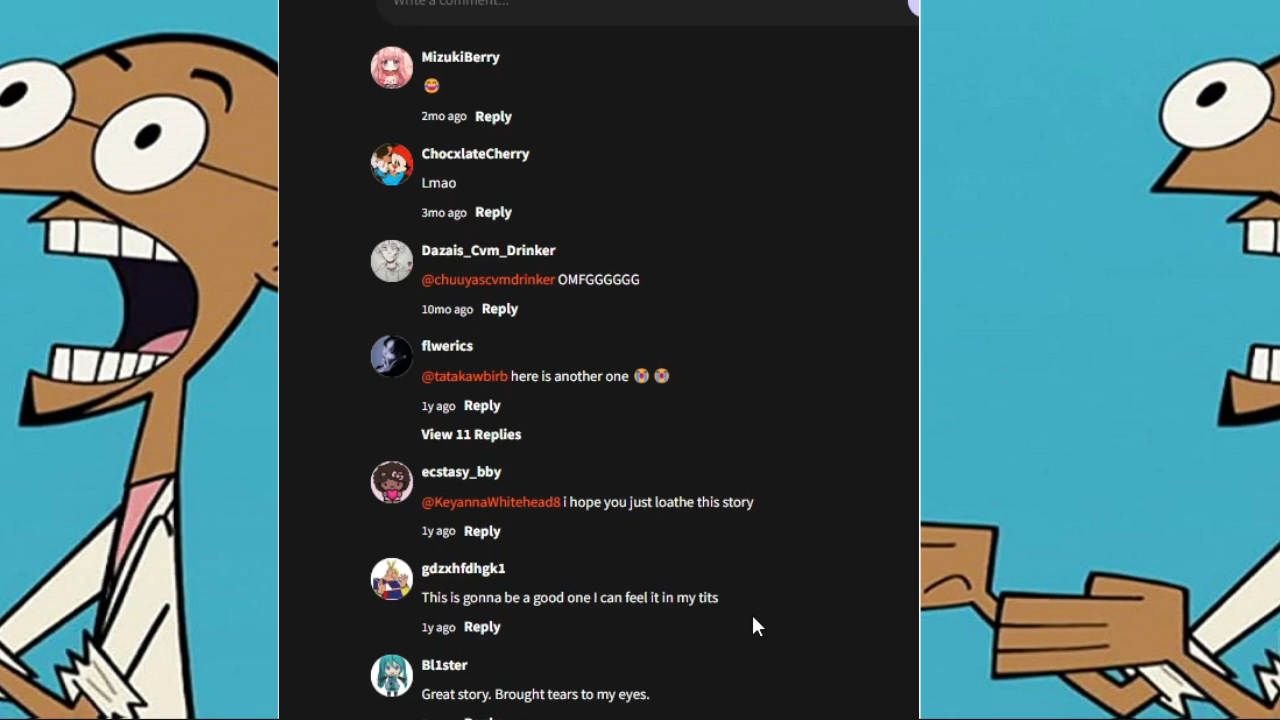 Write a comment...
MizukiBerry
😂
2mo ago Reply
ChocxlateCherry
Lmao
3mo ago Reply
Dazais_Cvm_Drinker
@chuuyascvmdrinker OMFGGGGGG
10mo ago Reply
flwerics
@tatakawbirb here is another one 😭 😭
1y ago Reply
View 11 Replies
ecstasy_bby
@KeyannaWhitehead8 i hope you just loathe this story
1y ago Reply
gdzxhfdhgk1
This is gonna be a good one I can feel it in my tits
1y ago Reply
Bl1ster
Great story. Brought tears to my eyes.
Reply